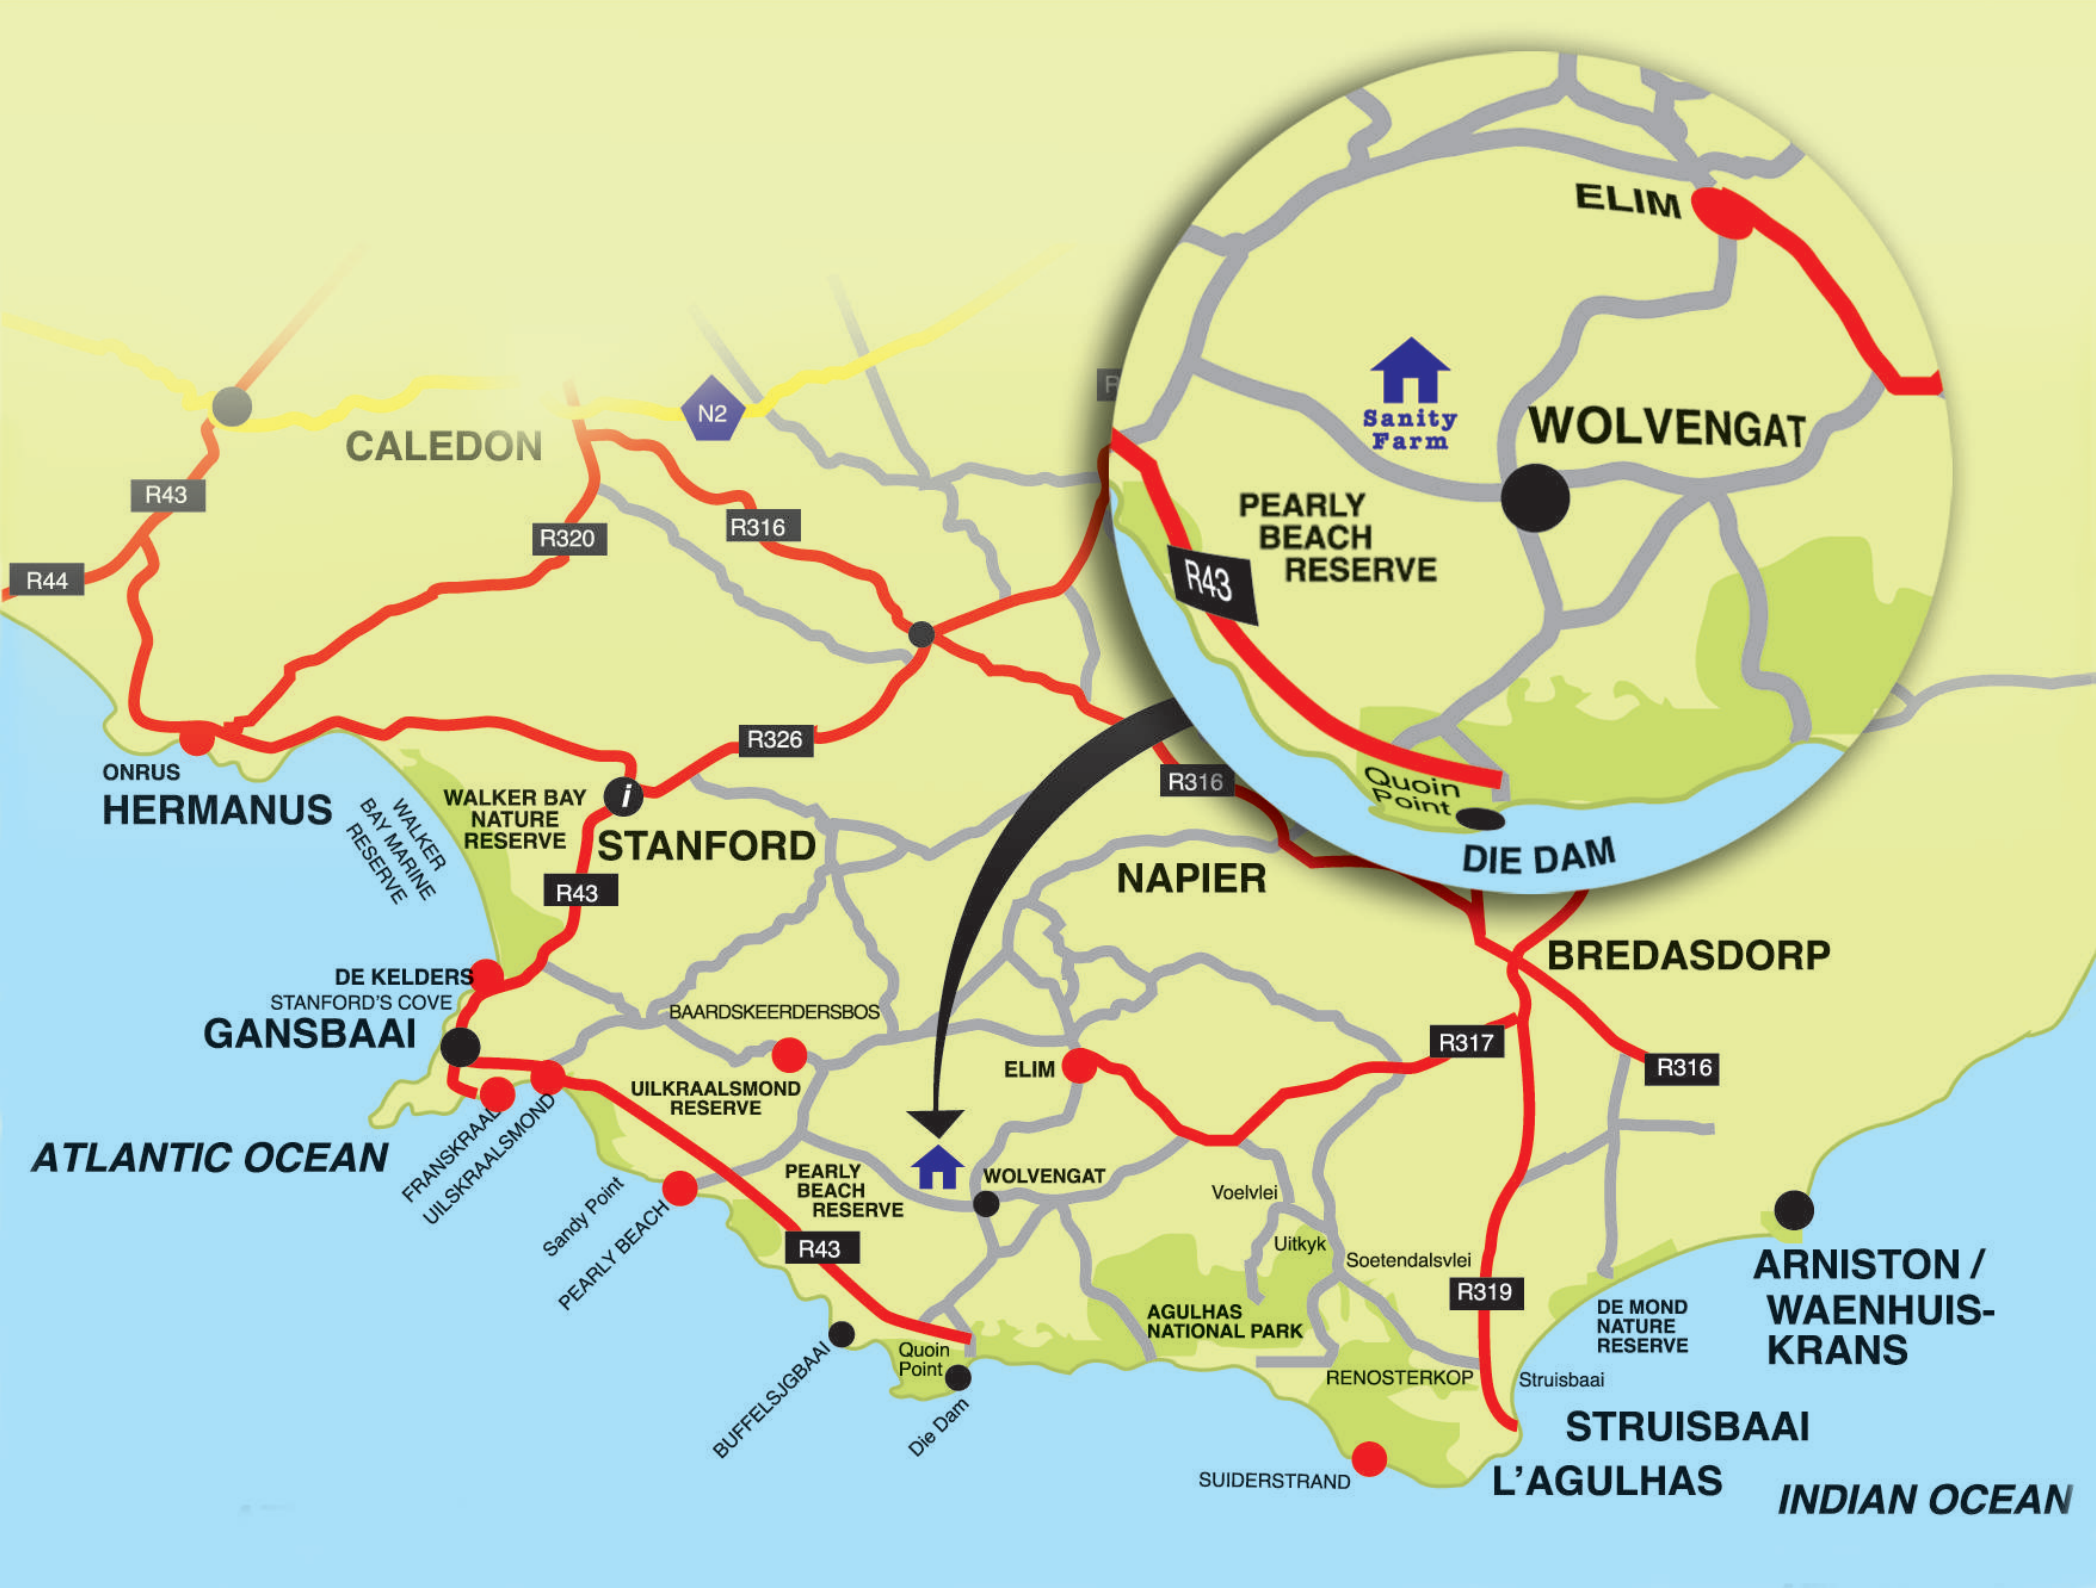 ELIM
Sanity
Farm
WOLVENGAT
PEARLY
BEACH
RESERVE
R43
Quoin
Point
DIE DAM
N2
CALEDON
R43
R320
R316
R44
R326
R316
ONRUS
HERMANUS
WALKER
BAY MARINE
RESERVE
WALKER BAY
NATURE
RESERVE
i
STANFORD
R43
NAPIER
BREDASDORP
DE KELDERS
STANFORD'S COVE
GANSBAAI
BAARDSKEERDERSBOS
ELIM
R317
R316
UILKRAALSMOND
RESERVE
FRANSKRAAL
UILSKRAALSMOND
ATLANTIC OCEAN
Sandy Point
PEARLY BEACH
PEARLY
BEACH
RESERVE
WOLVENGAT
R43
Voelvlei
Uitkyk
Soetendalsvlei
R319
AGULHAS
NATIONAL PARK
DE MOND
NATURE
RESERVE
ARNISTON /
WAENHUIS-
KRANS
BUFFELSJGBAAI
Quoin
Point
Die Dam
RENOSTERKOP
Struisbaai
STRUISBAAI
SUIDERSTRAND
L'AGULHAS
INDIAN OCEAN